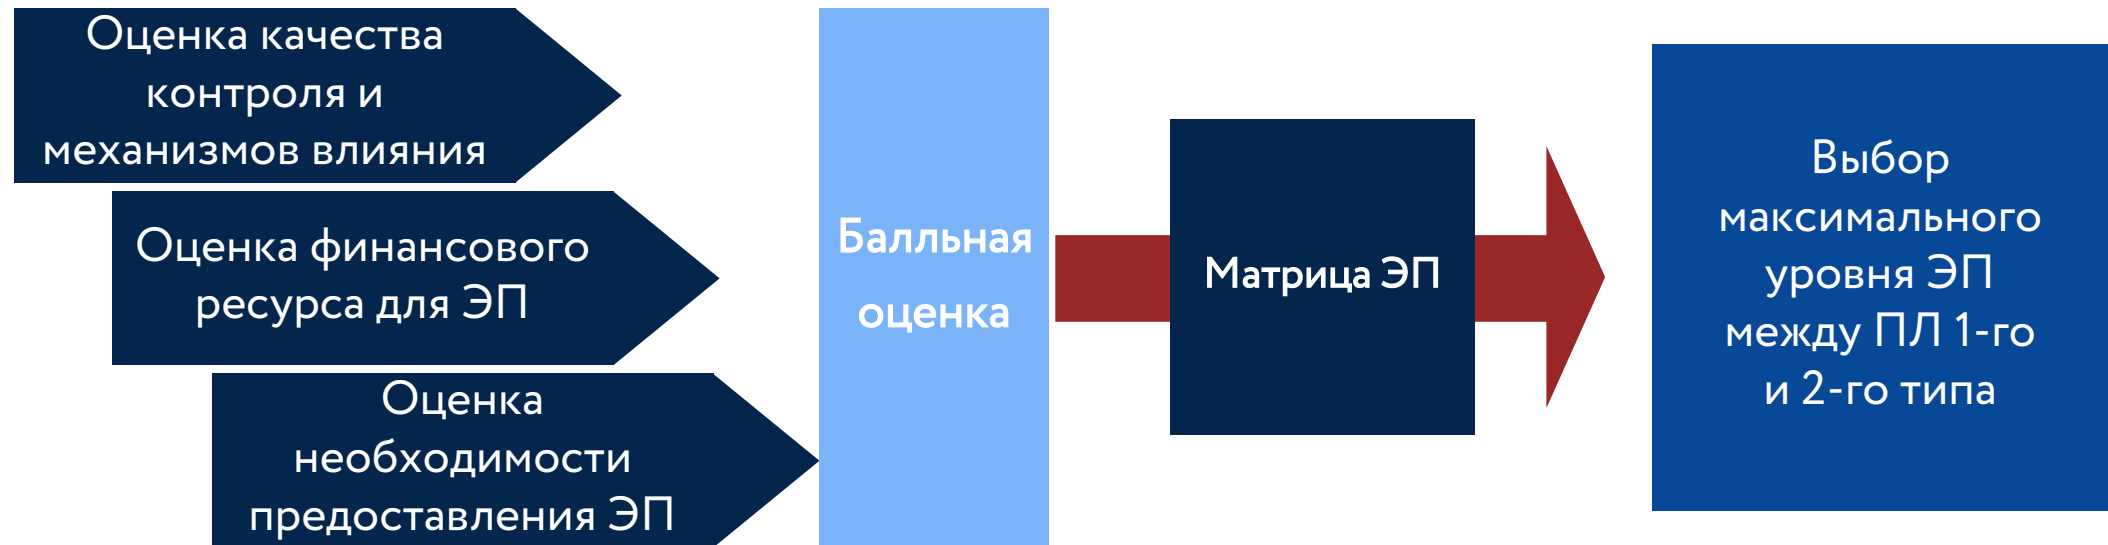 Оценка качества
контроля и
механизмов влияния
Оценка финансового
ресурса для ЭП
Оценка
необходимости
предоставления ЭП
Балльная
оценка
Матрица ЭП
Выбор
максимального
уровня ЭП
между ПЛ 1-го
и 2-го типа